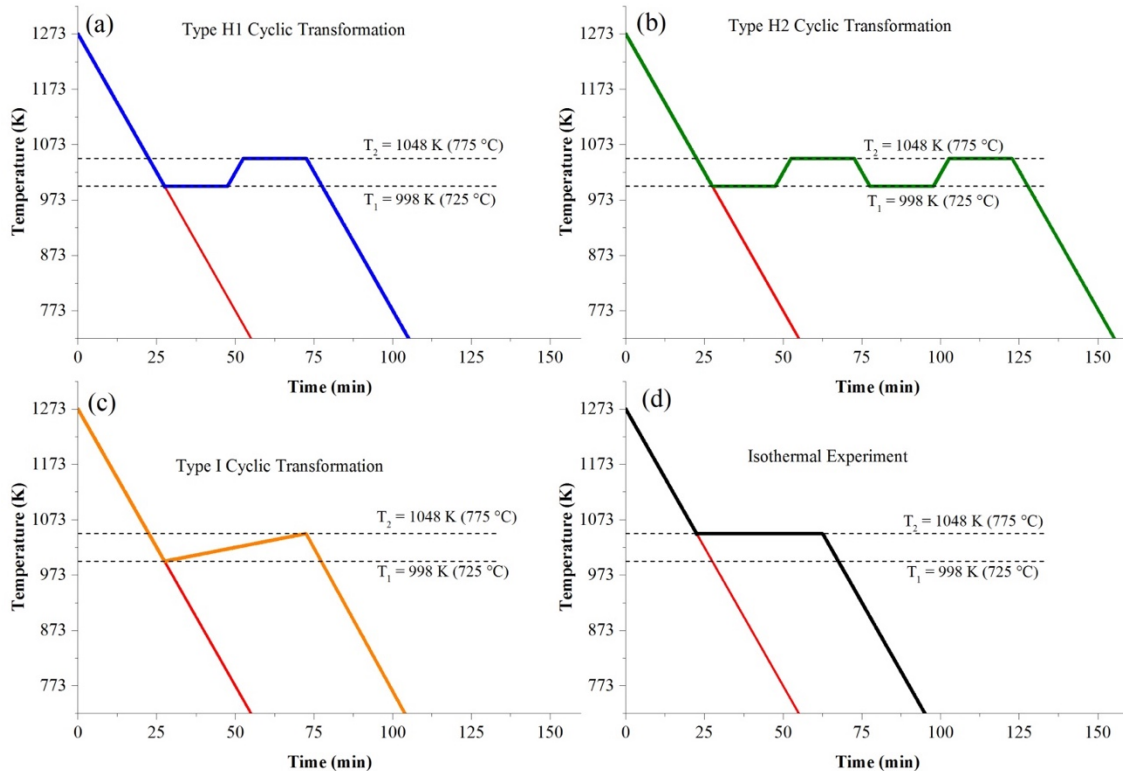 (a)
Type H1 Cyclic Transformation
1273
1173
1073
973
873
773
Temperature (K)
T₂ = 1048 K (775 °C)
T₁ = 998 K (725 °C)
0 25 50 75 100 125 150
Time (min)
(b)
Type H2 Cyclic Transformation
1273
1173
1073
973
873
773
Temperature (K)
T₂ = 1048 K (775 °C)
T₁ = 998 K (725 °C)
0 25 50 75 100 125 150
Time (min)
(c)
Type I Cyclic Transformation
1273
1173
1073
973
873
773
Temperature (K)
T₂ = 1048 K (775 °C)
T₁ = 998 K (725 °C)
0 25 50 75 100 125 150
Time (min)
(d)
Isothermal Experiment
1273
1173
1073
973
873
773
Temperature (K)
T₂ = 1048 K (775 °C)
T₁ = 998 K (725 °C)
0 25 50 75 100 125 150
Time (min)